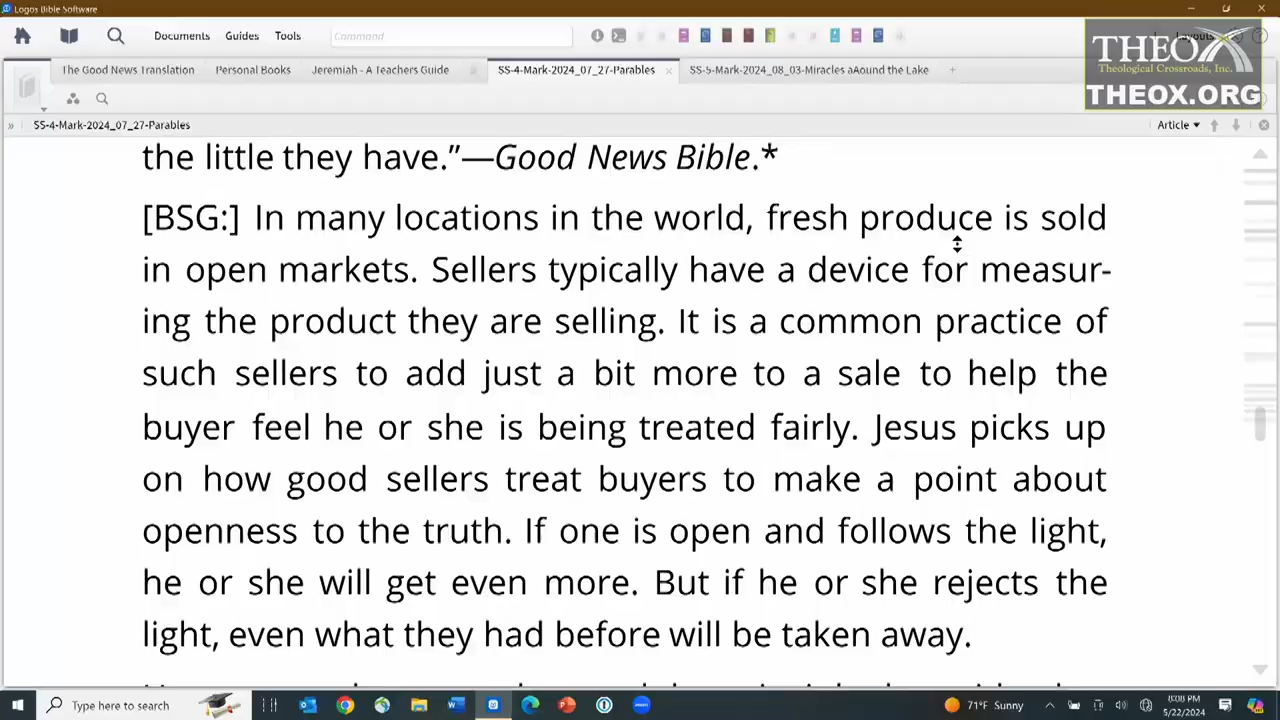 Logos Bible Software
Documents Guides Tools Command Layouts
THEOX
Theological Crossroads, Inc.
THEOX.ORG
The Good News Translation Personal Books Jeremiah - A Teache SS-4-Mark-2024_07_27-Parables SS-5-Mark-2024_08_03-Miracles aAound the Lake
SS-4-Mark-2024_07_27-Parables Article
the little they have.”—Good News Bible.*
[BSG:] In many locations in the world, fresh produce is sold
in open markets. Sellers typically have a device for measur-
ing the product they are selling. It is a common practice of
such sellers to add just a bit more to a sale to help the
buyer feel he or she is being treated fairly. Jesus picks up
on how good sellers treat buyers to make a point about
openness to the truth. If one is open and follows the light,
he or she will get even more. But if he or she rejects the
light, even what they had before will be taken away.
Type here to search 71°F Sunny 8:08 PM
5/22/2024